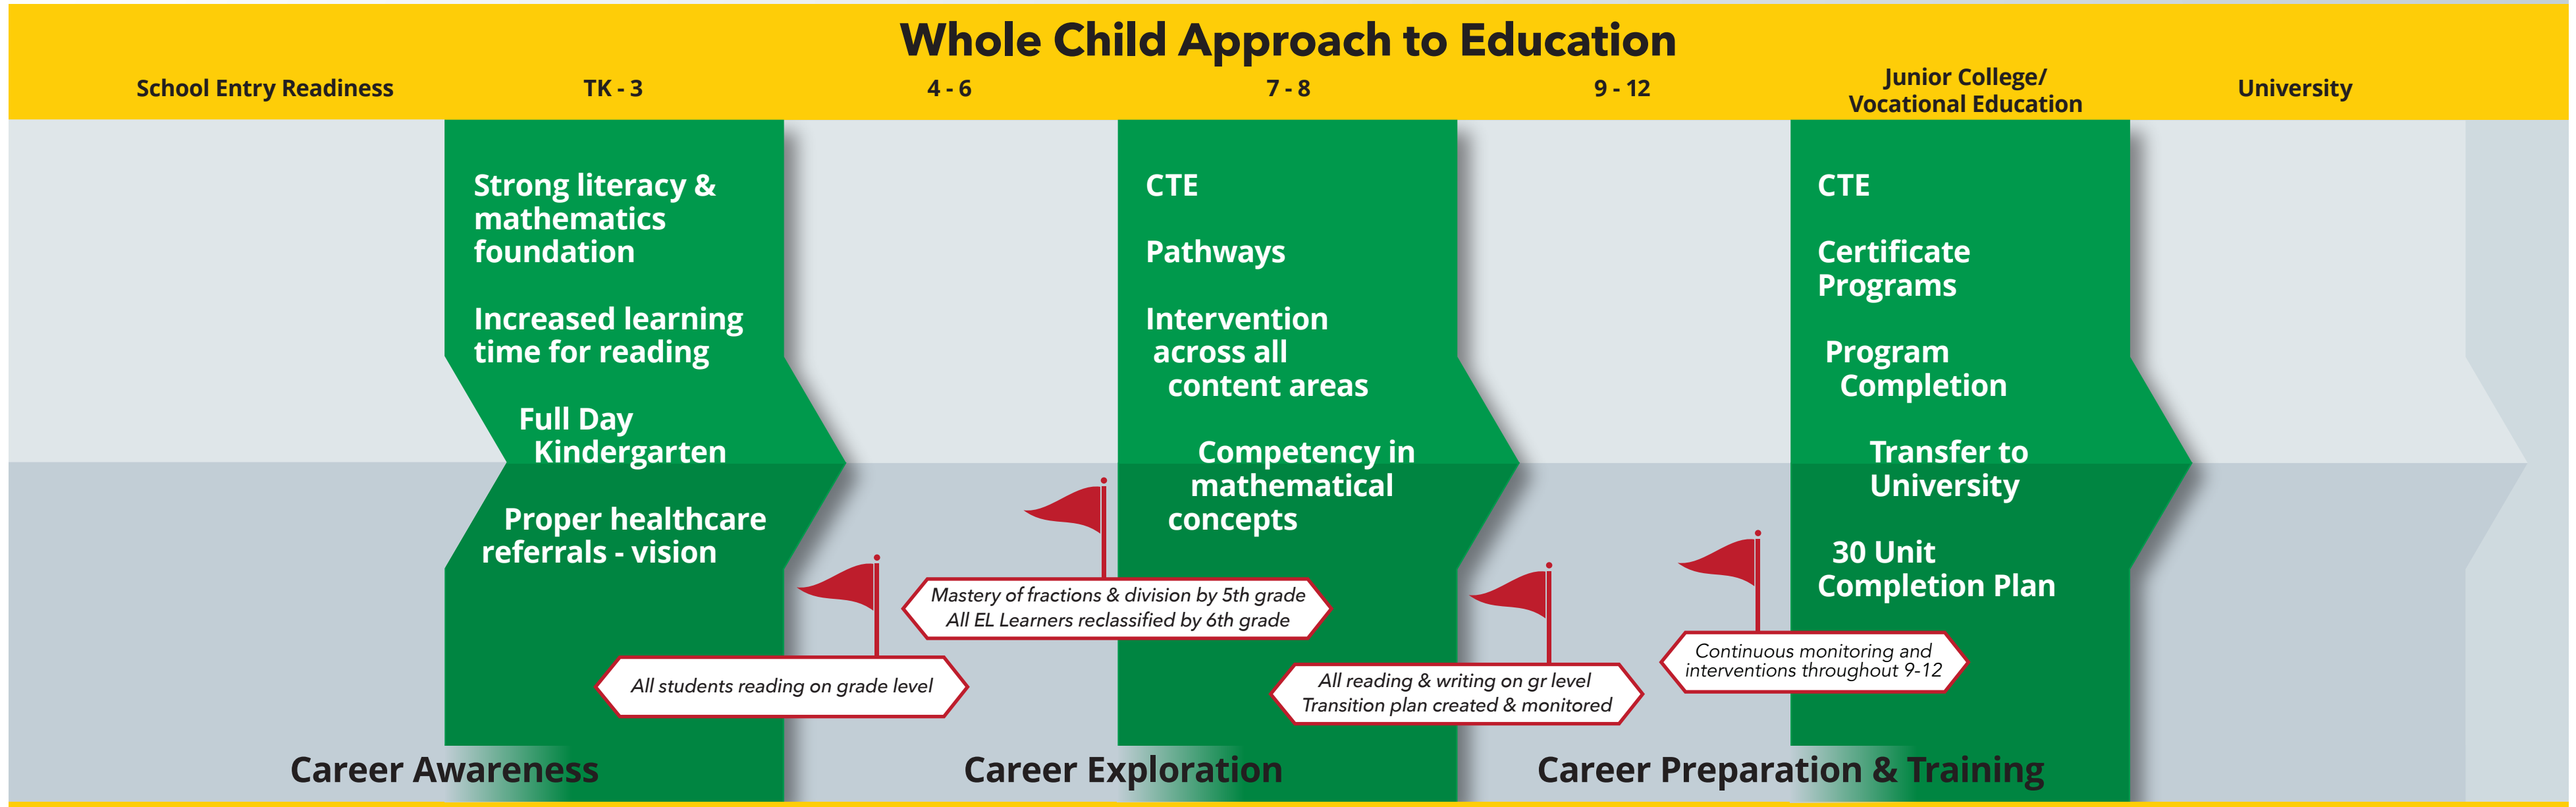 Whole Child Approach to Education
School Entry Readiness
TK - 3
4 - 6
7 - 8
9 - 12
Junior College/
Vocational Education
University
Strong literacy &
mathematics
foundation
Increased learning
time for reading
Full Day
Kindergarten
Proper healthcare
referrals - vision
CTE
Pathways
Intervention
across all
content areas
Competency in
mathematical
concepts
CTE
Certificate
Programs
Program
Completion
Transfer to
University
30 Unit
Completion Plan
All students reading on grade level
Mastery of fractions & division by 5th grade
All EL Learners reclassified by 6th grade
All reading & writing on gr level
Transition plan created & monitored
Continuous monitoring and
interventions throughout 9-12
Career Awareness
Career Exploration
Career Preparation & Training